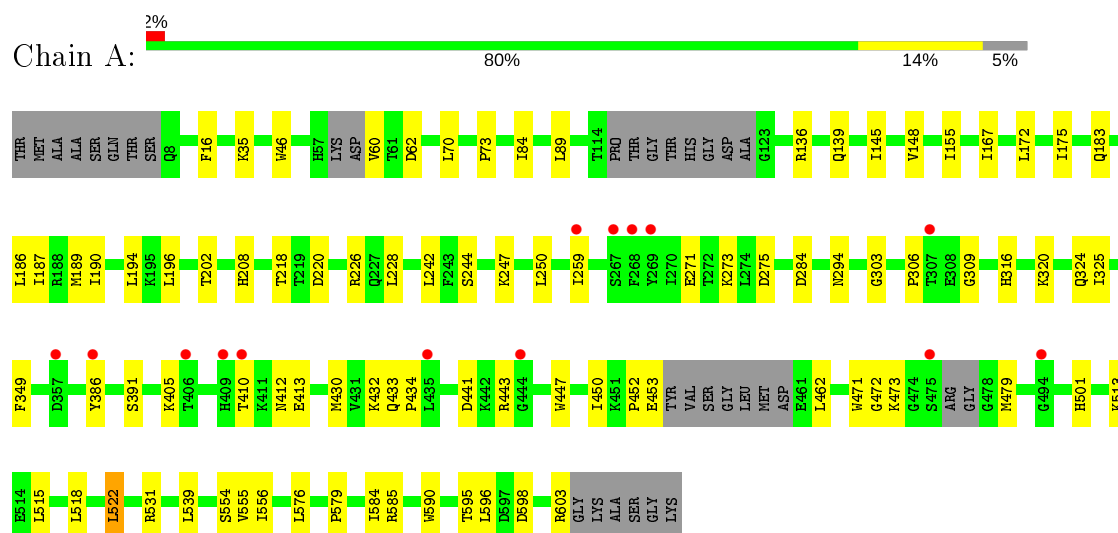 2%
Chain A:
80% 14% 5%
THR MET ALA ALA SER GLN THR SER Q8 F16 K35 W46 H57 LYS ASP V60 T61 D62 L70 P73 I84 L89 T114 PRO THR GLY THR HIS GLY ASP ALA G123 R136 Q139 I145 V148 I155 I167 L172 I175 Q183
L186 I187 R188 M189 I190 L194 K195 L196 T202 H208 T218 T219 D220 R226 Q227 L228 L242 F243 S244 K247 L250 I259 S267 F268 Y269 I270 E271 T272 K273 L274 D275 D284 N294 G303 P306 T307 E308 G309 H316 K320 Q324 I325
F349 D357 Y386 S391 K405 T406 H409 T410 K411 N412 E413 M430 V431 K432 Q433 P434 L435 D441 K442 R443 G444 W447 I450 K451 P452 E453 TYR VAL SER GLY LEU MET ASP E461 L462 W471 G472 K473 G474 S475 ARG GLY G478 M479 G494 H501 K513
E514 L515 L518 L522 R531 L539 S554 V555 I556 L576 P579 I584 R585 W590 T595 L596 D597 D598 R603 GLY LYS ALA SER GLY LYS